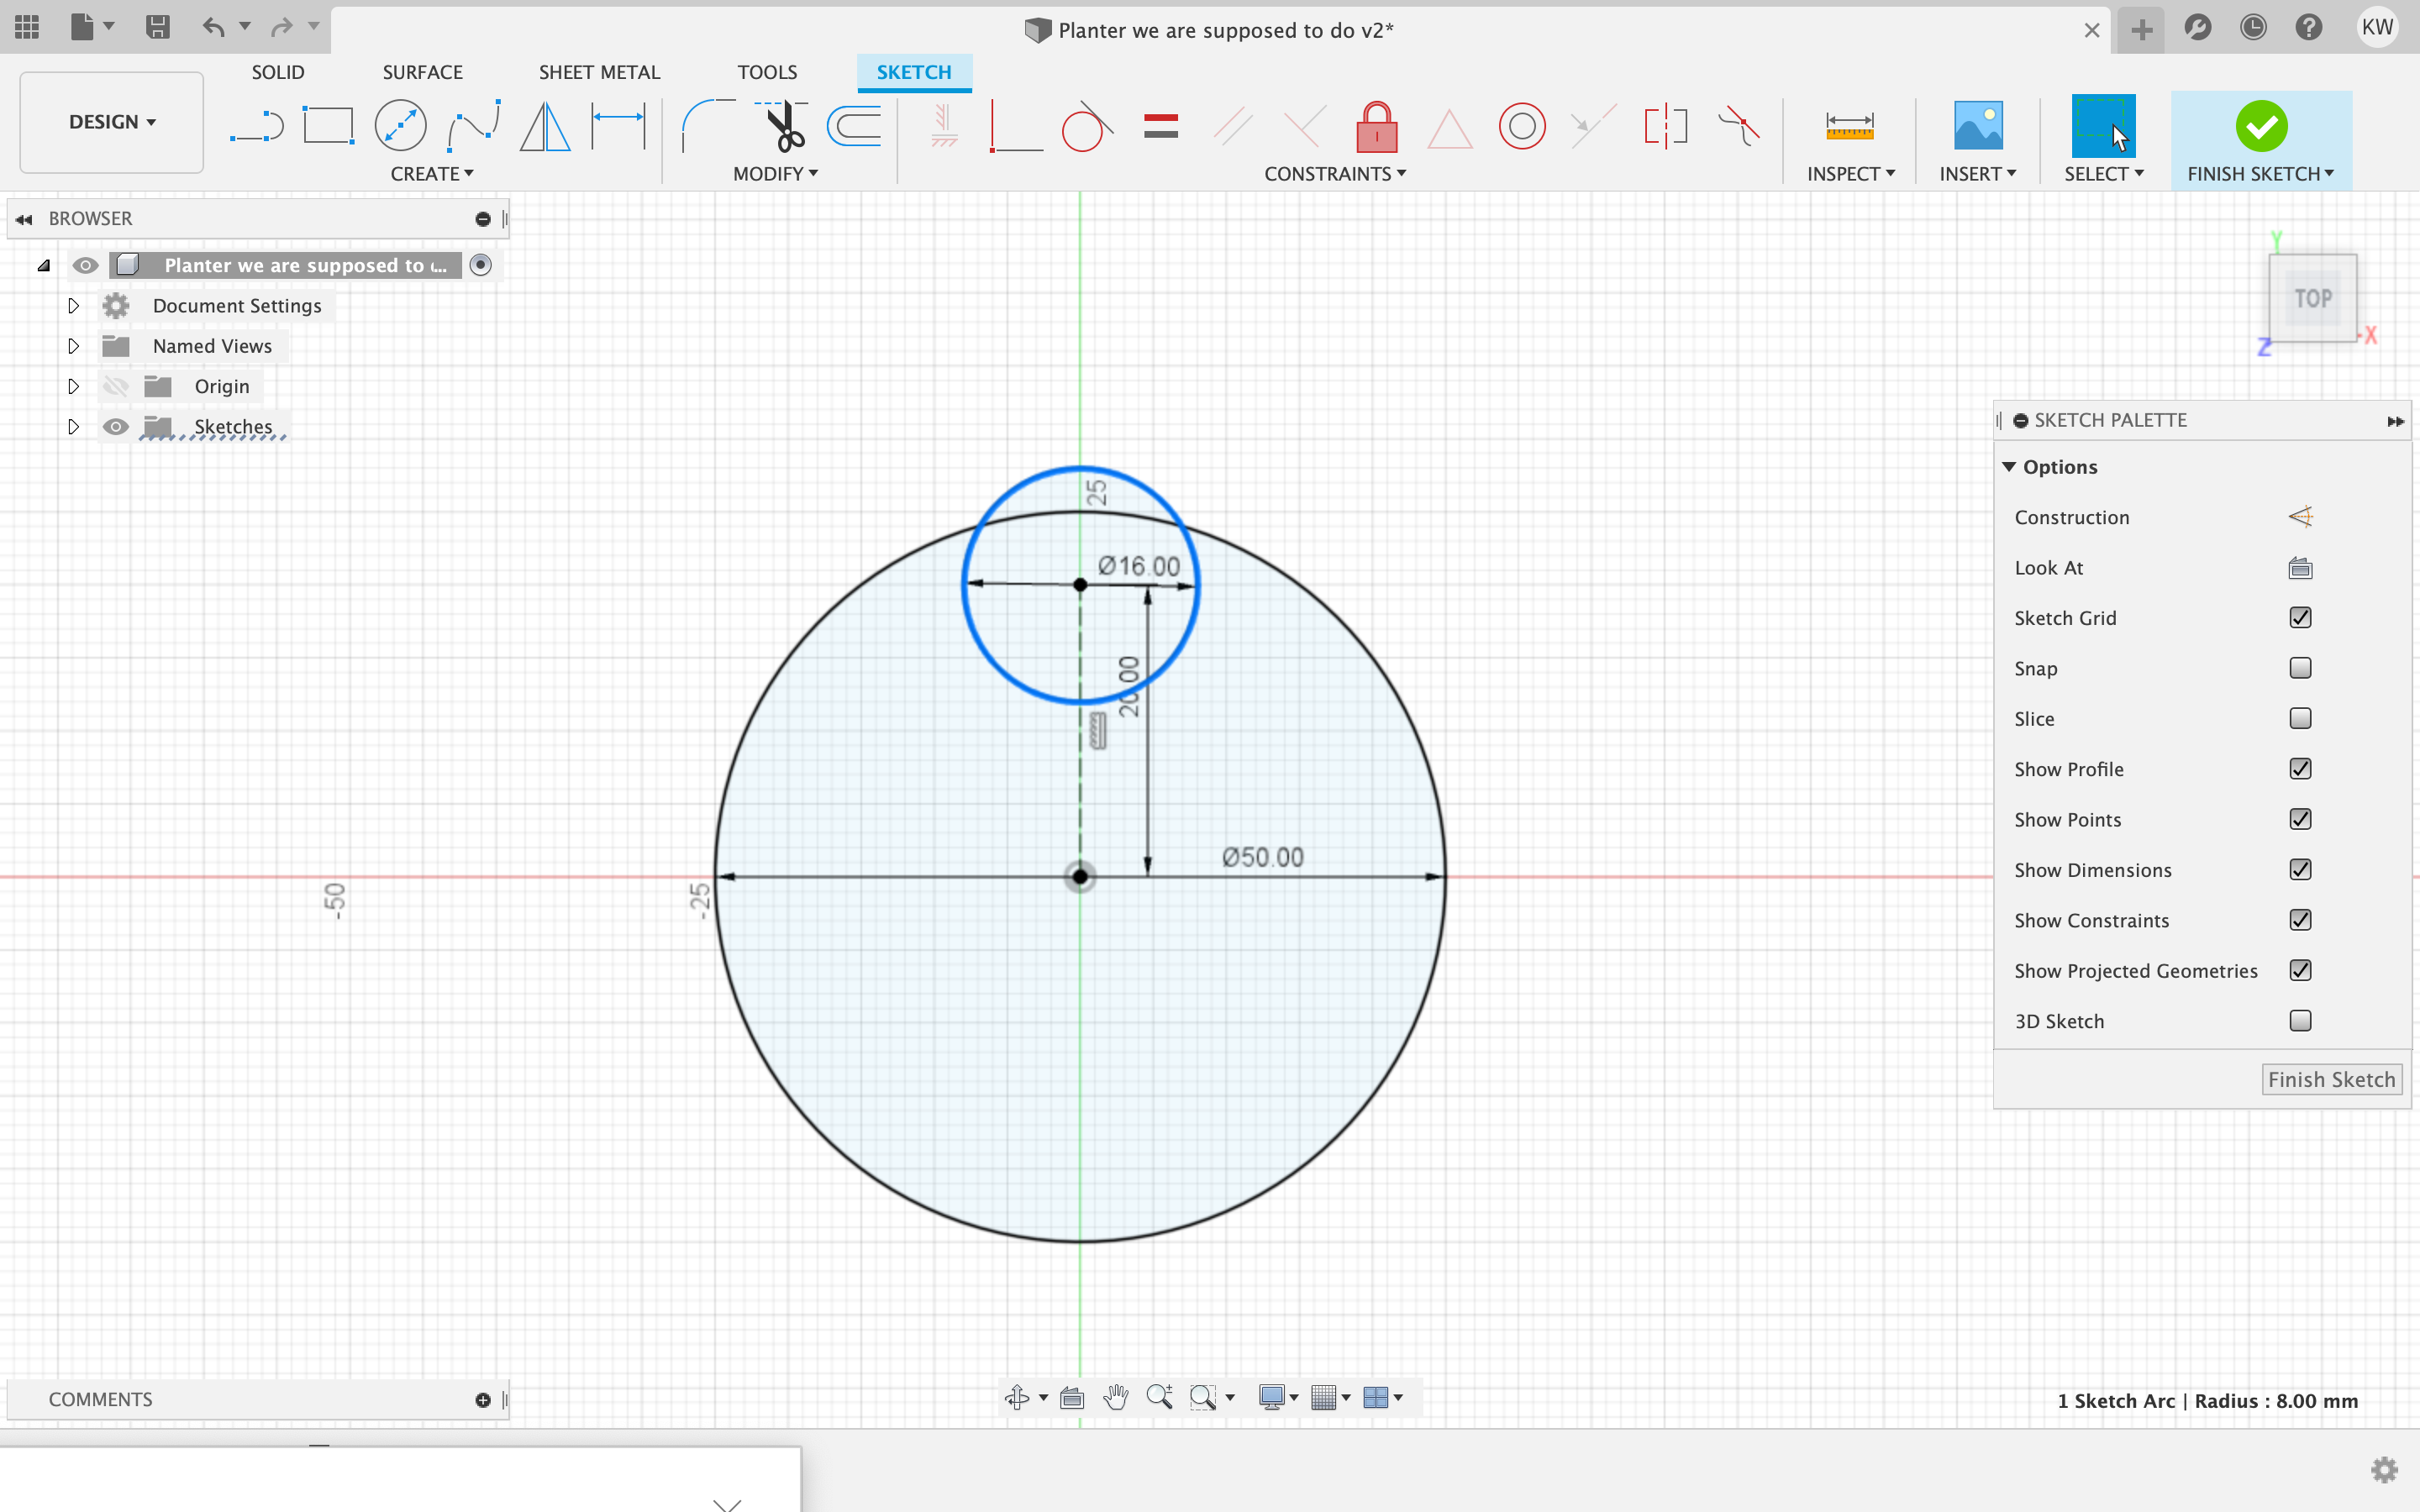 Planter we are supposed to do v2*
KW
SOLID
SURFACE
SHEET METAL
TOOLS
SKETCH
DESIGN
CREATE
MODIFY
CONSTRAINTS
INSPECT
INSERT
SELECT
FINISH SKETCH
BROWSER
Planter we are supposed to (...
Document Settings
Named Views
Origin
Sketches
Y
TOP
Z
-X
SKETCH PALETTE
Options
Construction
Look At
Sketch Grid
Snap
Slice
Show Profile
Show Points
Show Dimensions
Show Constraints
Show Projected Geometries
3D Sketch
Finish Sketch
25
Ø16.00
20.00
Ø50.00
-50
-25
COMMENTS
1 Sketch Arc | Radius : 8.00 mm